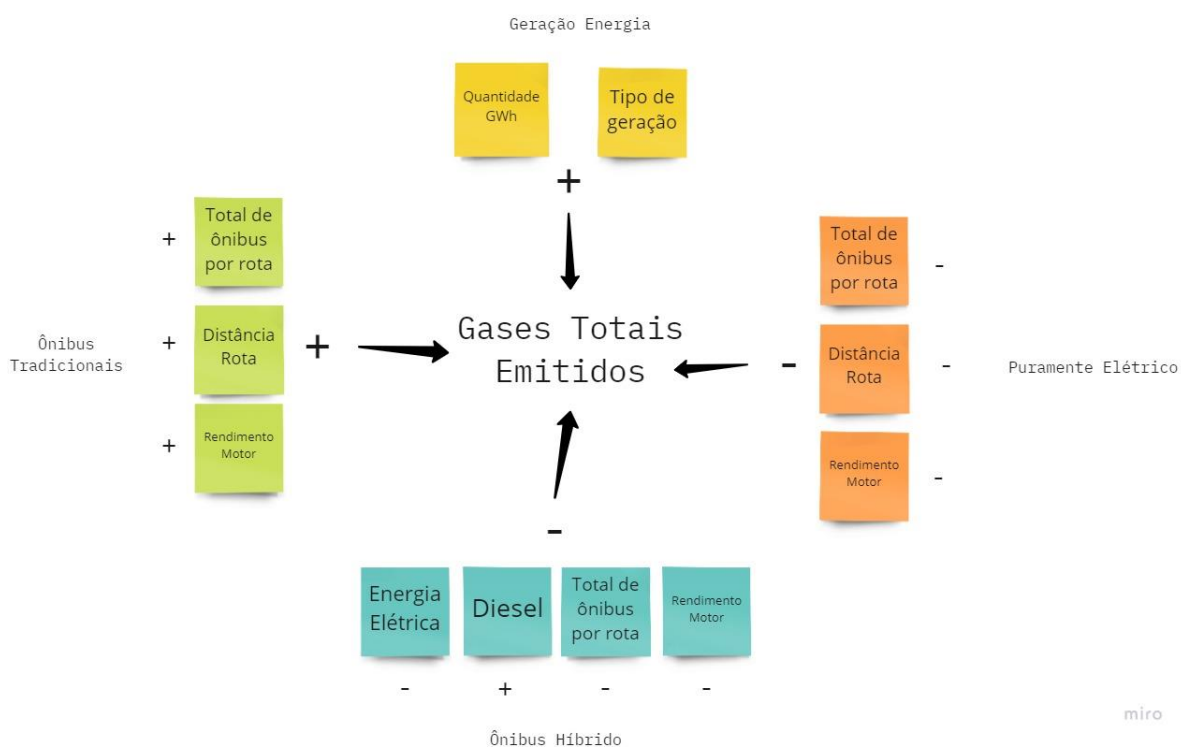 Geração Energia
Quantidade
GWh
Tipo de
geração
+
+
Total de
ônibus
por rota
Ônibus
Tradicionais
+
Distância
Rota
+
+
Rendimento
Motor
Gases Totais
Emitidos
Total de
ônibus
por rota
-
-
Distância
Rota
-
Puramente Elétrico
Rendimento
Motor
-
-
Energia
Elétrica
Diesel
Total de
ônibus
por rota
Rendimento
Motor
-
+
-
-
Ônibus Híbrido
miro